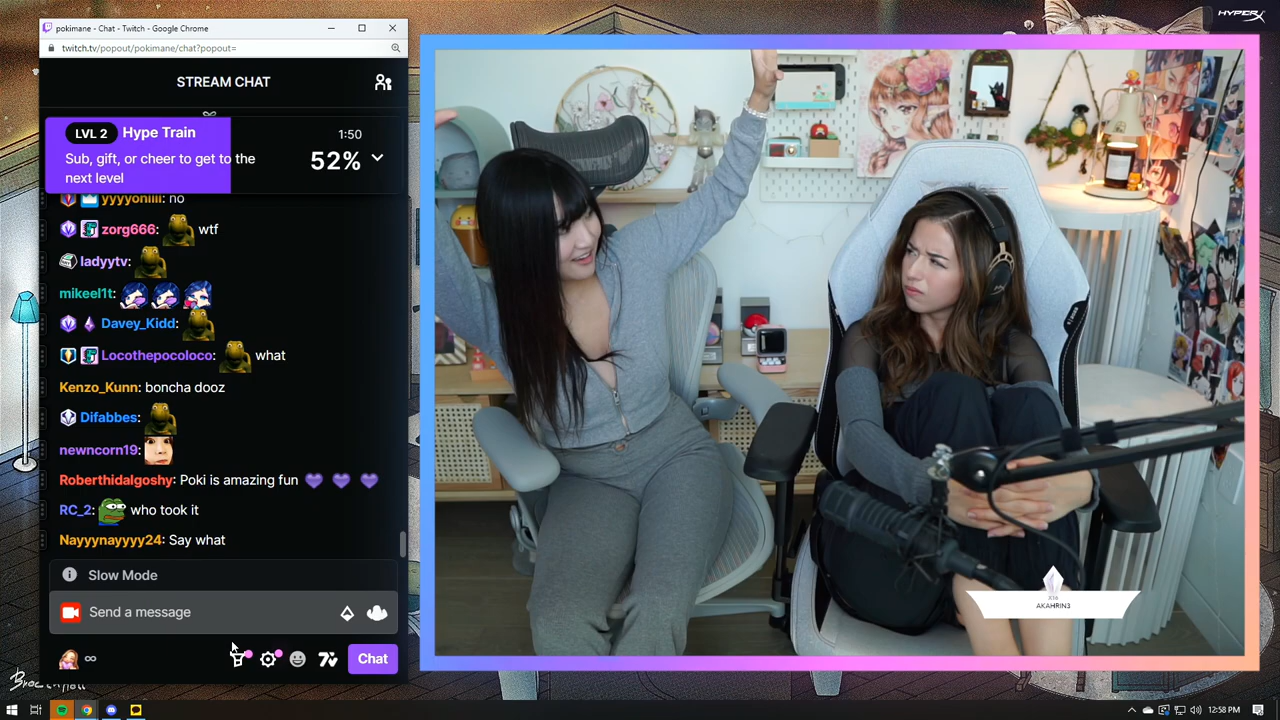 pokimane - Chat - Twitch - Google Chrome
twitch.tv/popout/pokimane/chat?popout=
STREAM CHAT
LVL 2 Hype Train
1:50
Sub, gift, or cheer to get to the
next level
52%
yyyyoniiii: no
zorg666: wtf
ladyytv:
mikeel1t:
Davey_Kidd:
Locothepocoloco: what
Kenzo_Kunn: boncha dooz
Difabbes:
newncorn19:
Roberthidalgoshy: Poki is amazing fun
RC_2: who took it
Nayyynayyyy24: Say what
Slow Mode
Send a message
Chat
HYPERX
X26
AKAHRIN3
12:58 PM